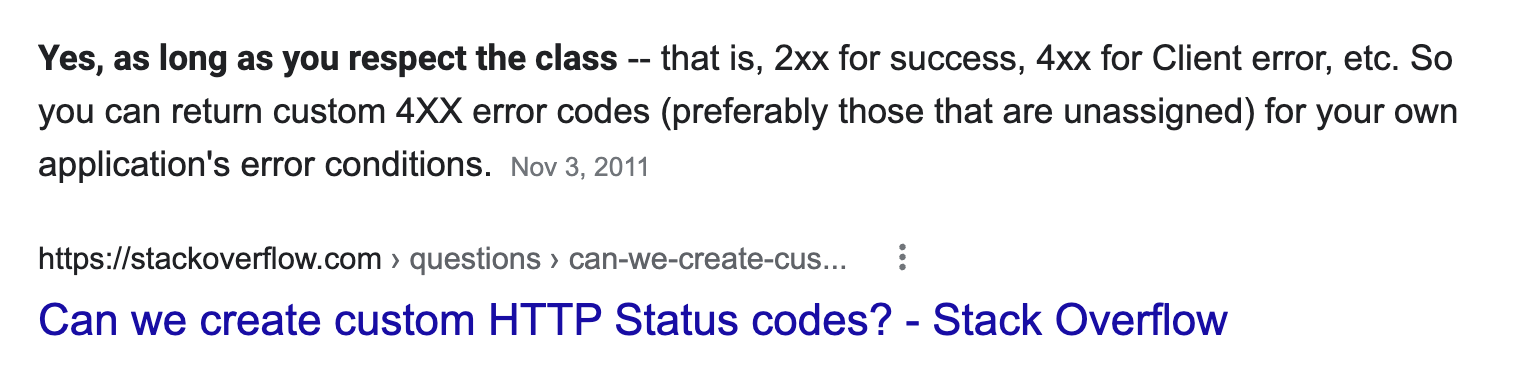 Yes, as long as you respect the class -- that is, 2xx for success, 4xx for Client error, etc. So
you can return custom 4XX error codes (preferably those that are unassigned) for your own
application's error conditions. Nov 3, 2011
https://stackoverflow.com › questions › can-we-create-cus...
Can we create custom HTTP Status codes? - Stack Overflow